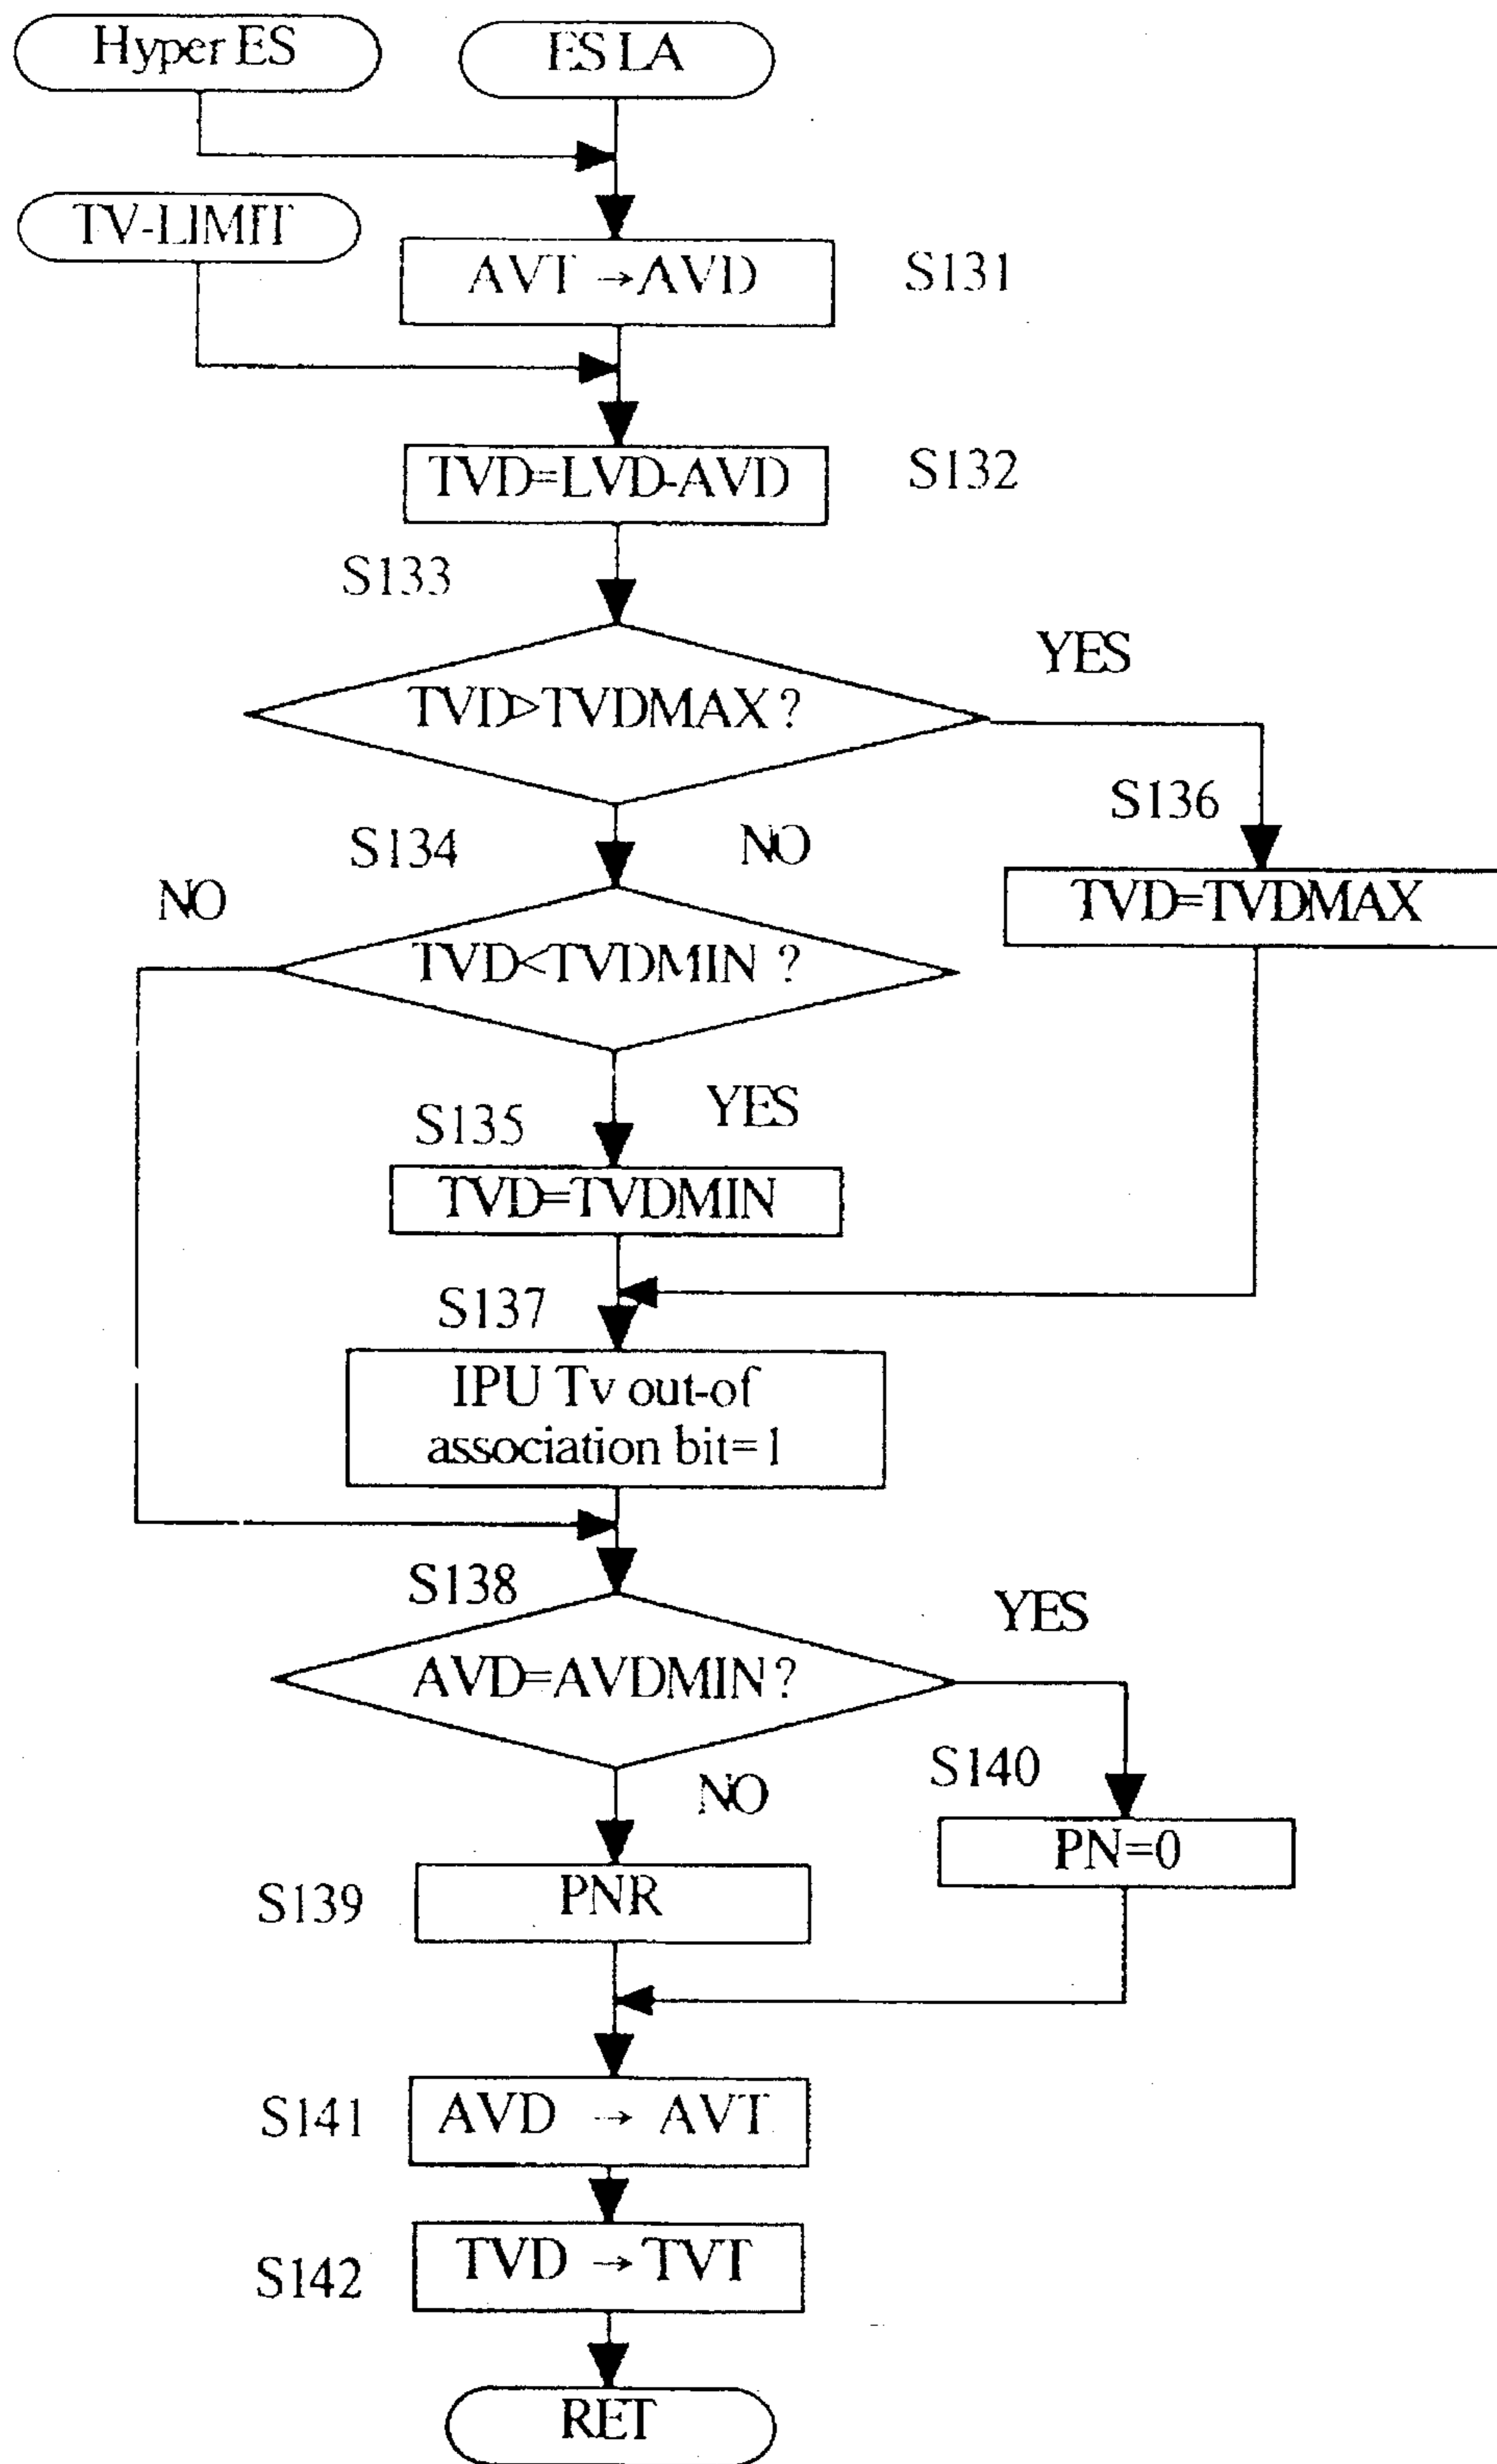 Hyper ES
ES LA
TV-LIMIT
AVT →AVD
S131
TVD=LVD-AVD
S132
S133
TVD>TVDMAX?
YES
S134
NO
S136
TVD=TVDMAX
NO
TVD<TVDMIN ?
S135
YES
TVD=TVDMIN
S137
IPU Tv out-of
association bit=1
S138
YES
AVD=AVDMIN?
S140
NO
PN=0
S139
PNR
S141
AVD → AVT
S142
TVD → TVT
RET